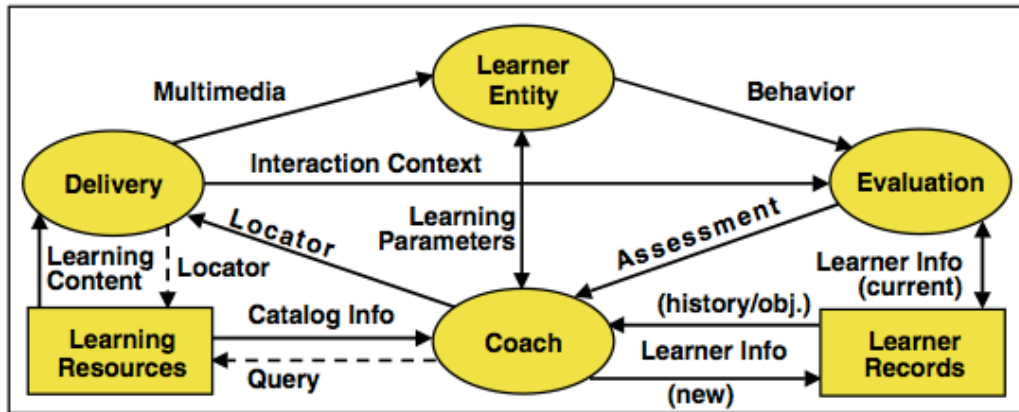 Learner
Entity
Multimedia
Behavior
Delivery
Interaction Context
Evaluation
Locator
Learning
Parameters
Assessment
Learning
Content
Locator
Learner Info
(current)
Learning
Resources
Catalog Info
Query
Coach
(history/obj.)
Learner Info
(new)
Learner
Records